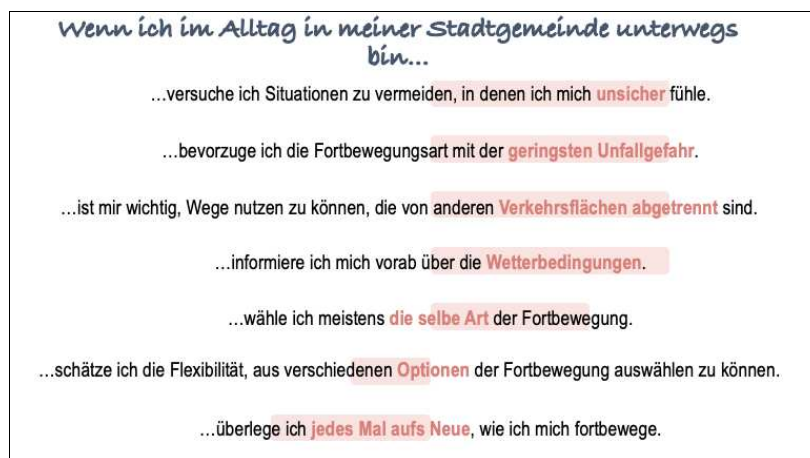 Wenn ich im Alltag in meiner Stadtgemeinde unterwegs
bin...
...versuche ich Situationen zu vermeiden, in denen ich mich unsicher fühle.
...bevorzuge ich die Fortbewegungsart mit der geringsten Unfallgefahr.
...ist mir wichtig, Wege nutzen zu können, die von anderen Verkehrsflächen abgetrennt sind.
...informiere ich mich vorab über die Wetterbedingungen.
...wähle ich meistens die selbe Art der Fortbewegung.
...schätze ich die Flexibilität, aus verschiedenen Optionen der Fortbewegung auswählen zu können.
...überlege ich jedes Mal aufs Neue, wie ich mich fortbewege.